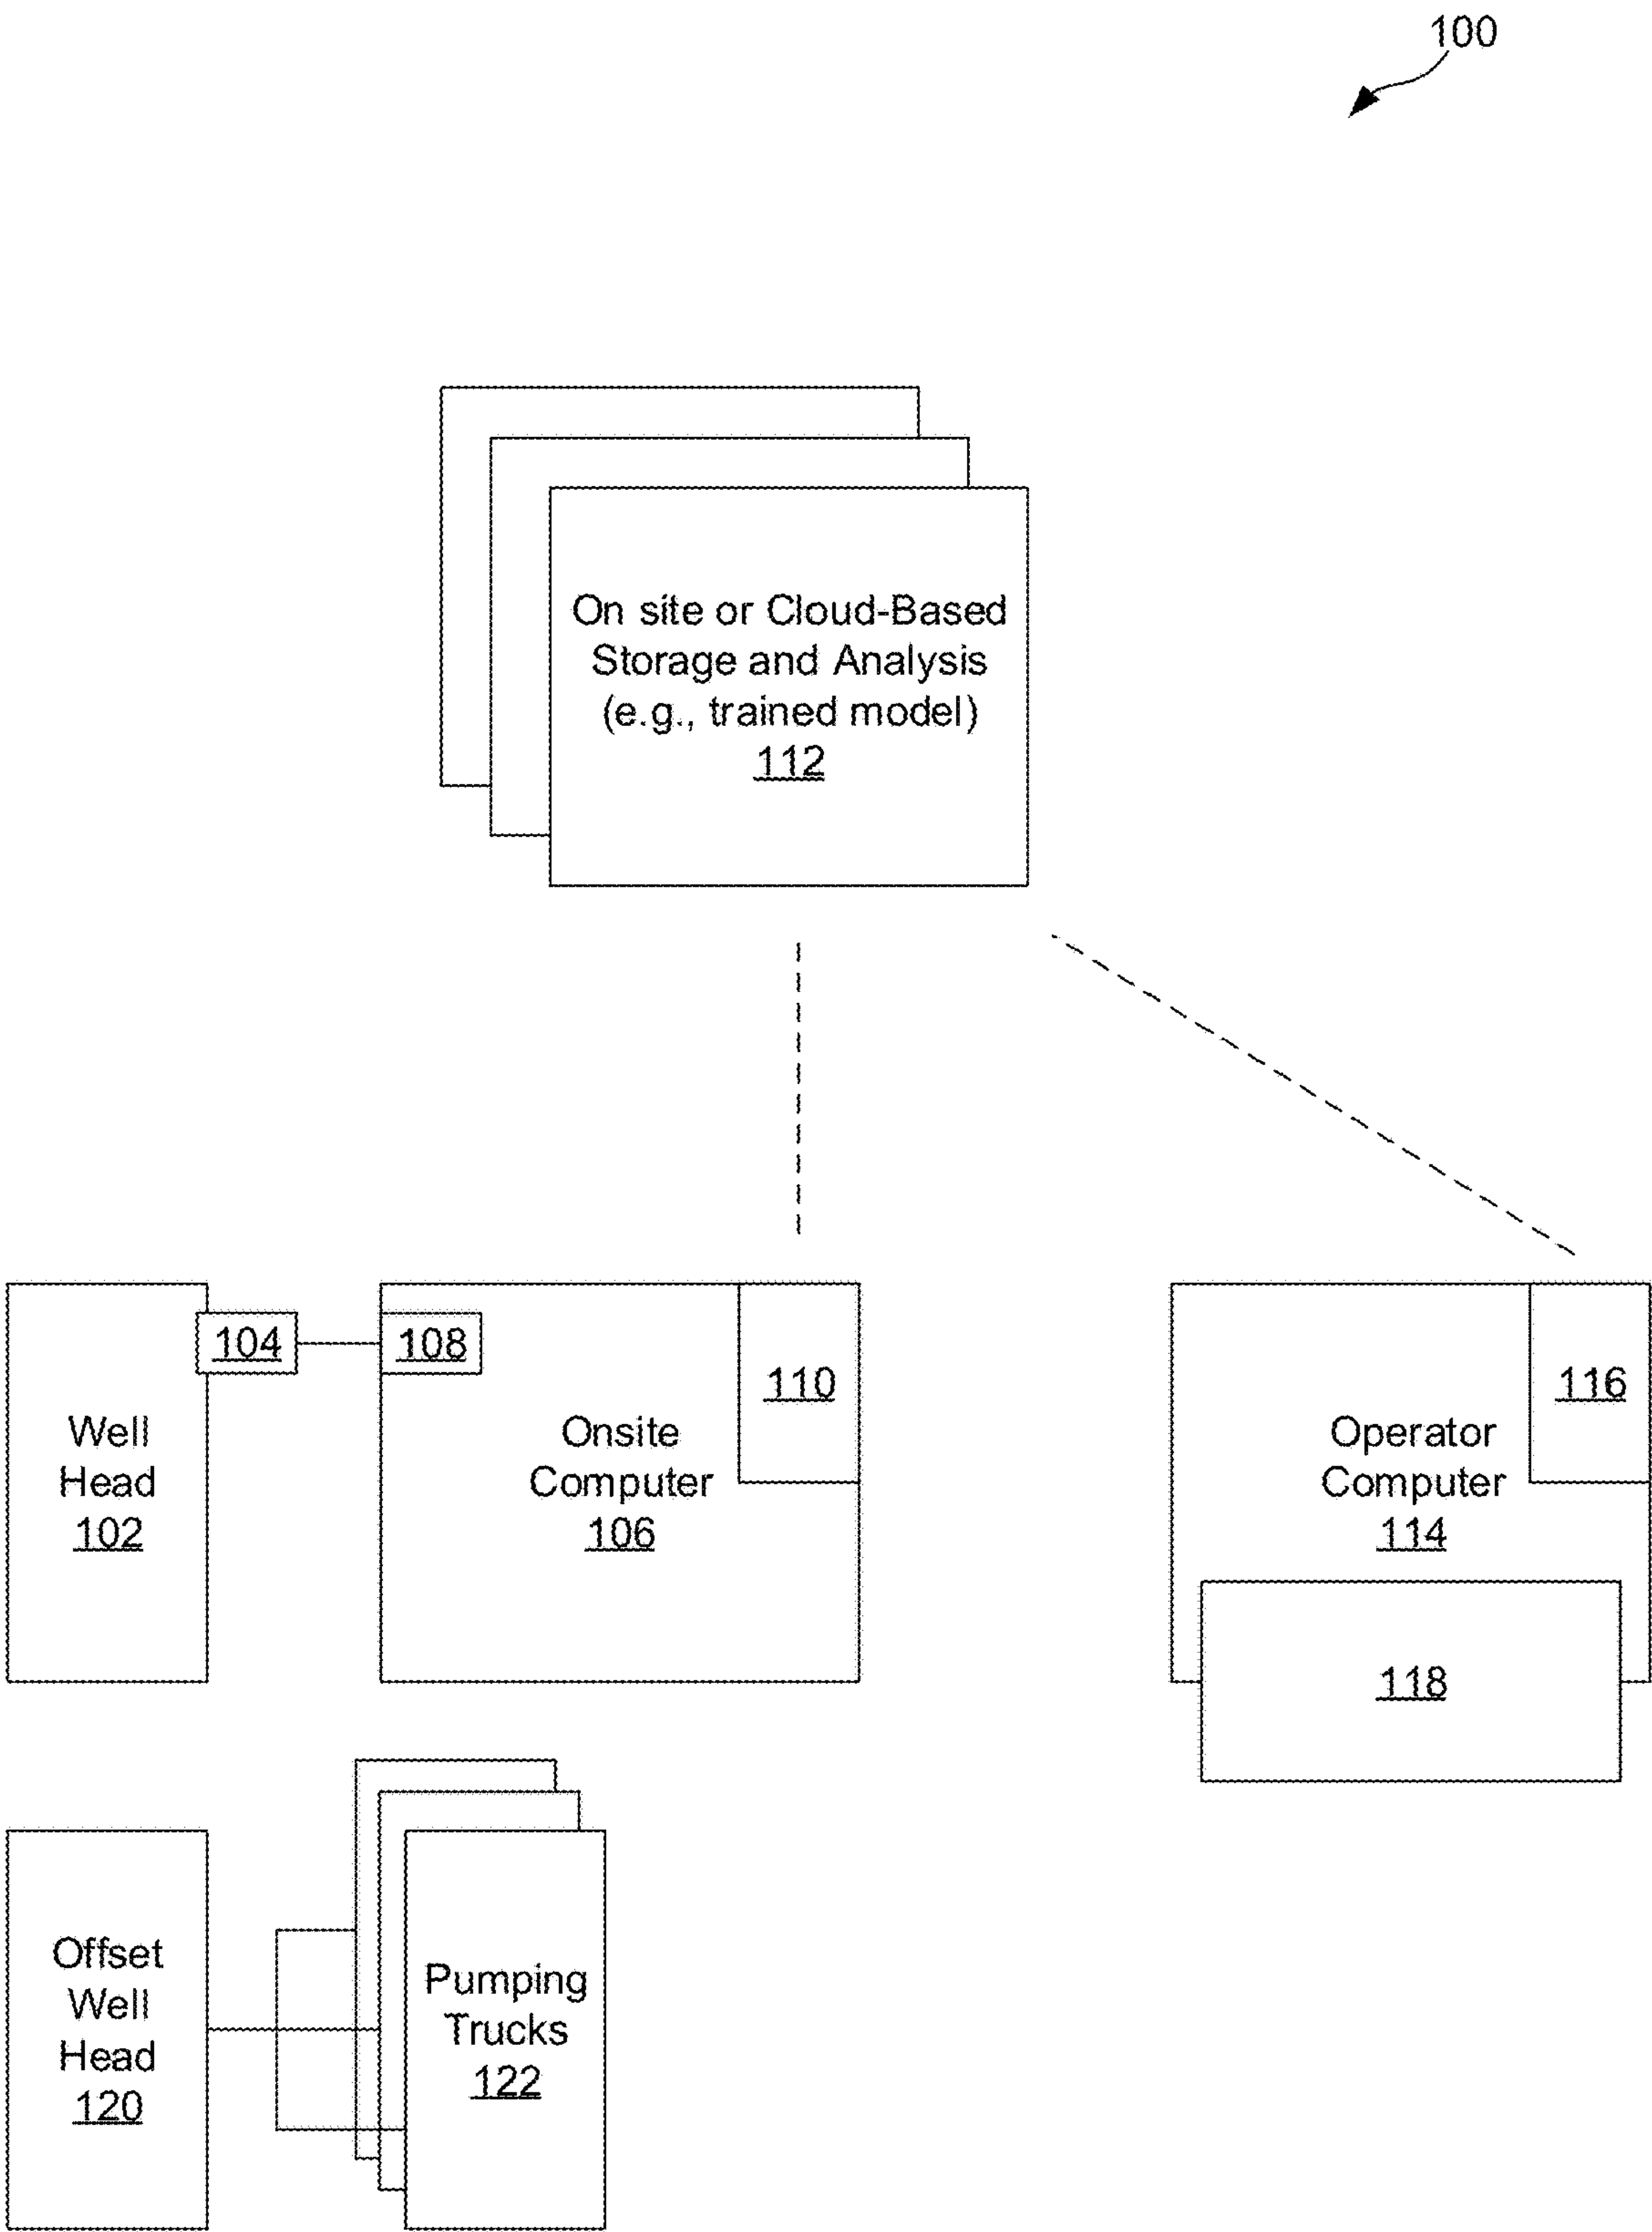 100
On site or Cloud-Based
Storage and Analysis
(e.g., trained model)
112
104
108
110
116
Well
Head
102
Onsite
Computer
106
Operator
Computer
114
118
Offset
Well
Head
120
Pumping
Trucks
122